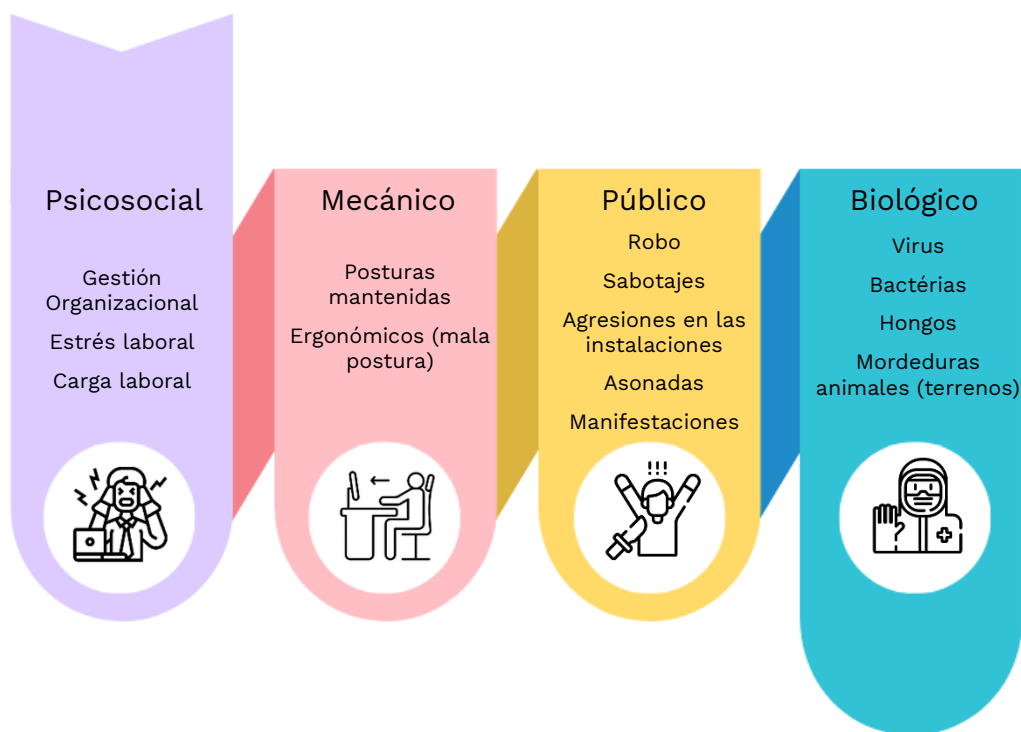 Psicosocial
Gestión
Organizacional
Estrés laboral
Carga laboral
Mecánico
Posturas
mantenidas
Ergonómicos (mala
postura)
Público
Robo
Sabotajes
Agresiones en las
instalaciones
Asonadas
Manifestaciones
!!!
Biológico
Virus
Bactérias
Hongos
Mordeduras
animales (terrenos)